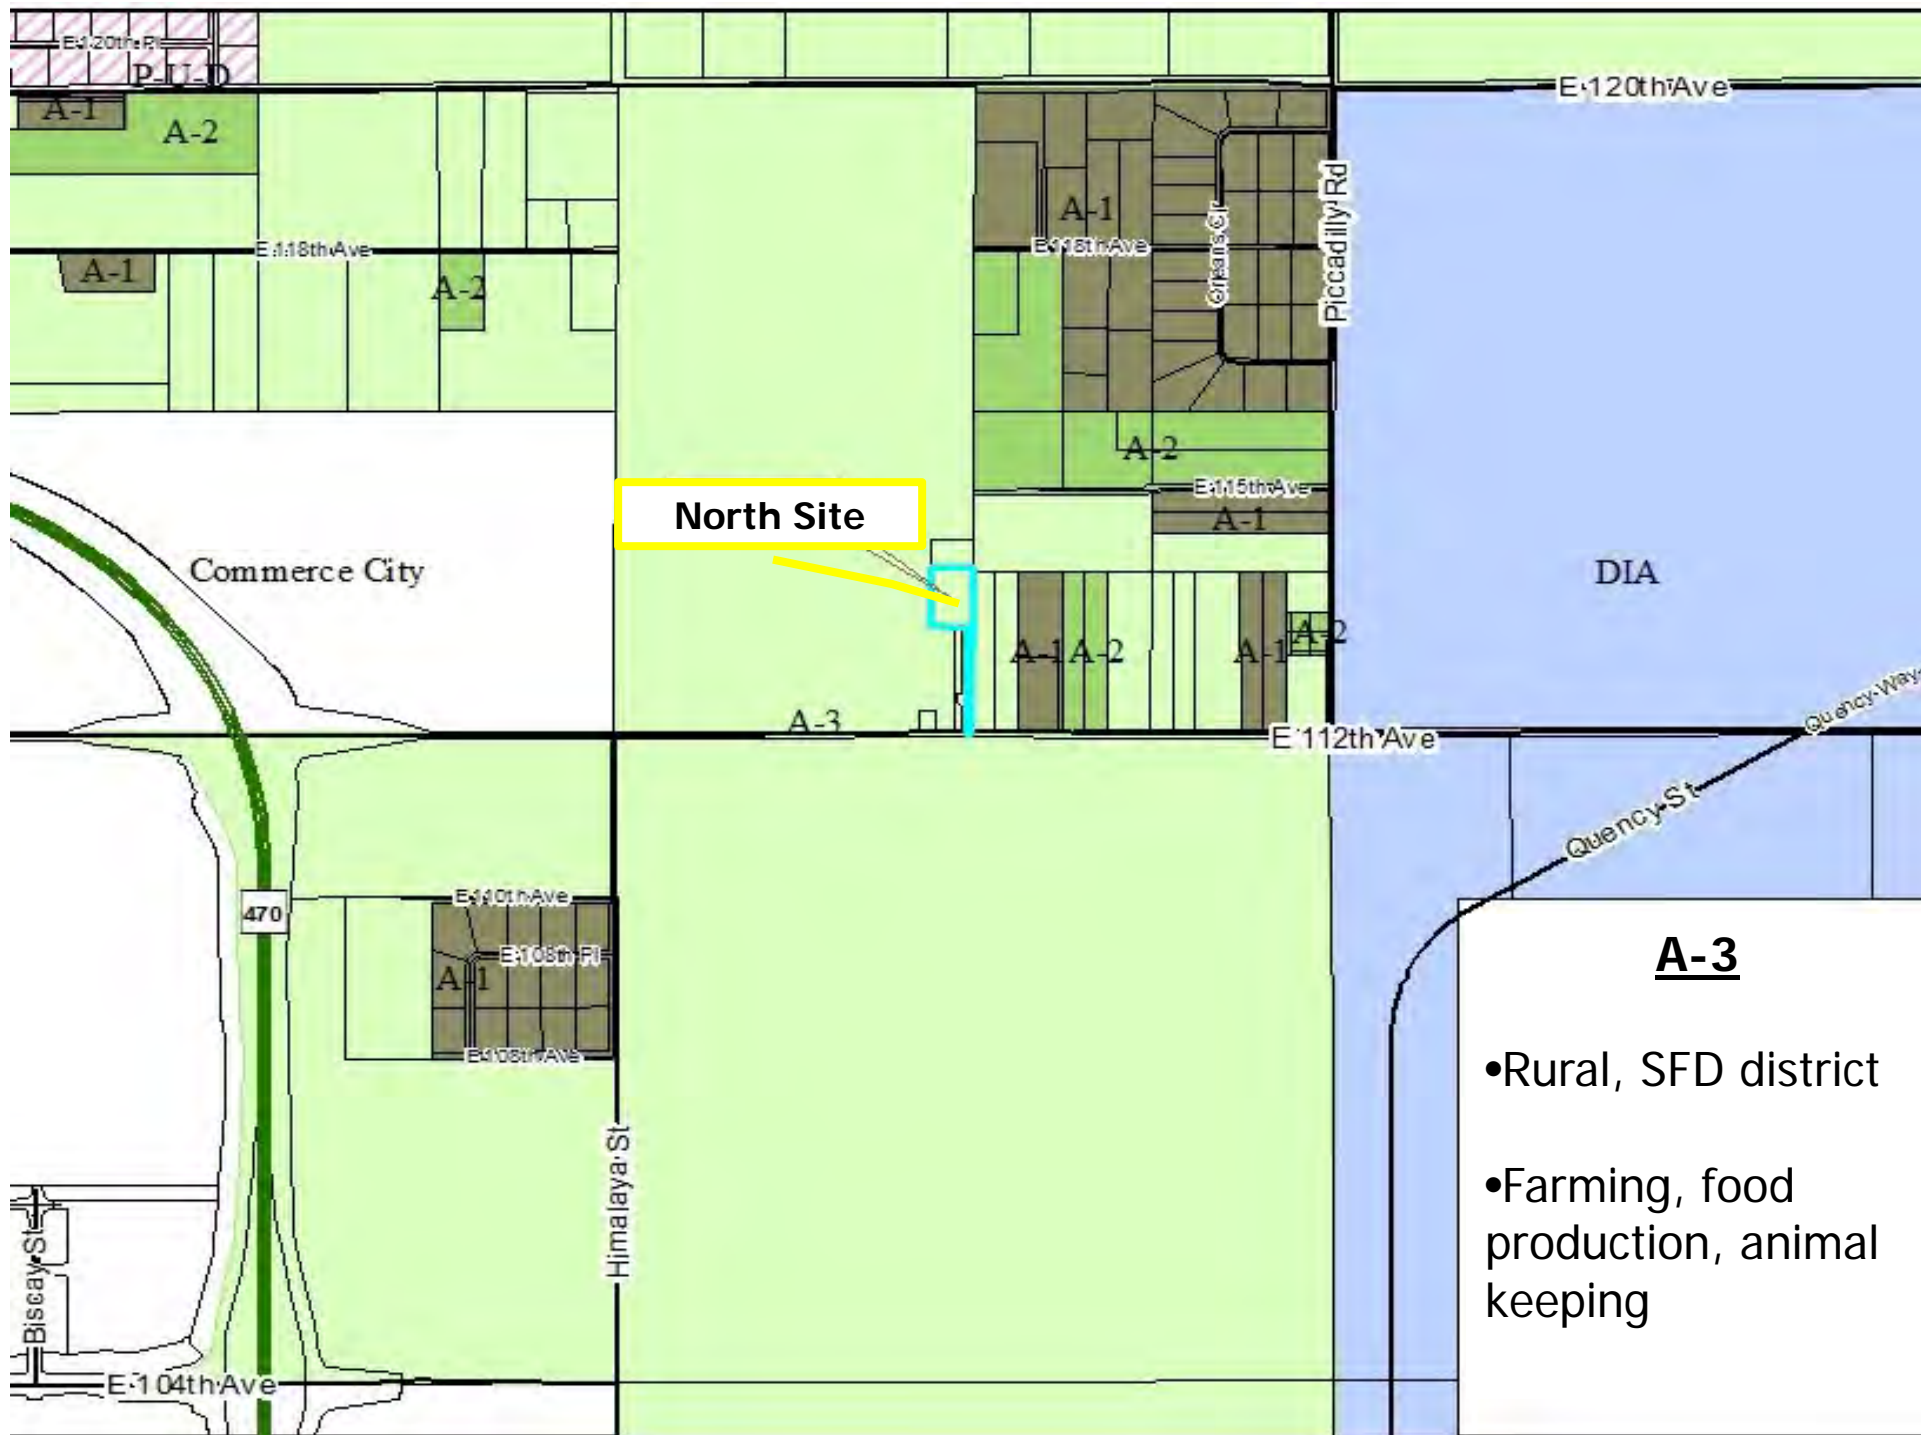 E 120th Pl
P-U-D
E 120th Ave
A-1
A-2
A-1
E 118th Ave
E 118th Ave
Orleans Cir
Piccadilly Rd
A-1
A-2
A-2
E 115th Ave
A-1
North Site
Commerce City
DIA
A-1
A-2
A-1
A-2
A-3
E 112th Ave
Quency Way
Quency St
470
E 110th Ave
E 108th Pl
A-1
E 108th Ave
Himalaya St
Biscay St
E 104th Ave
A-3
•Rural, SFD district
•Farming, food
production, animal
keeping